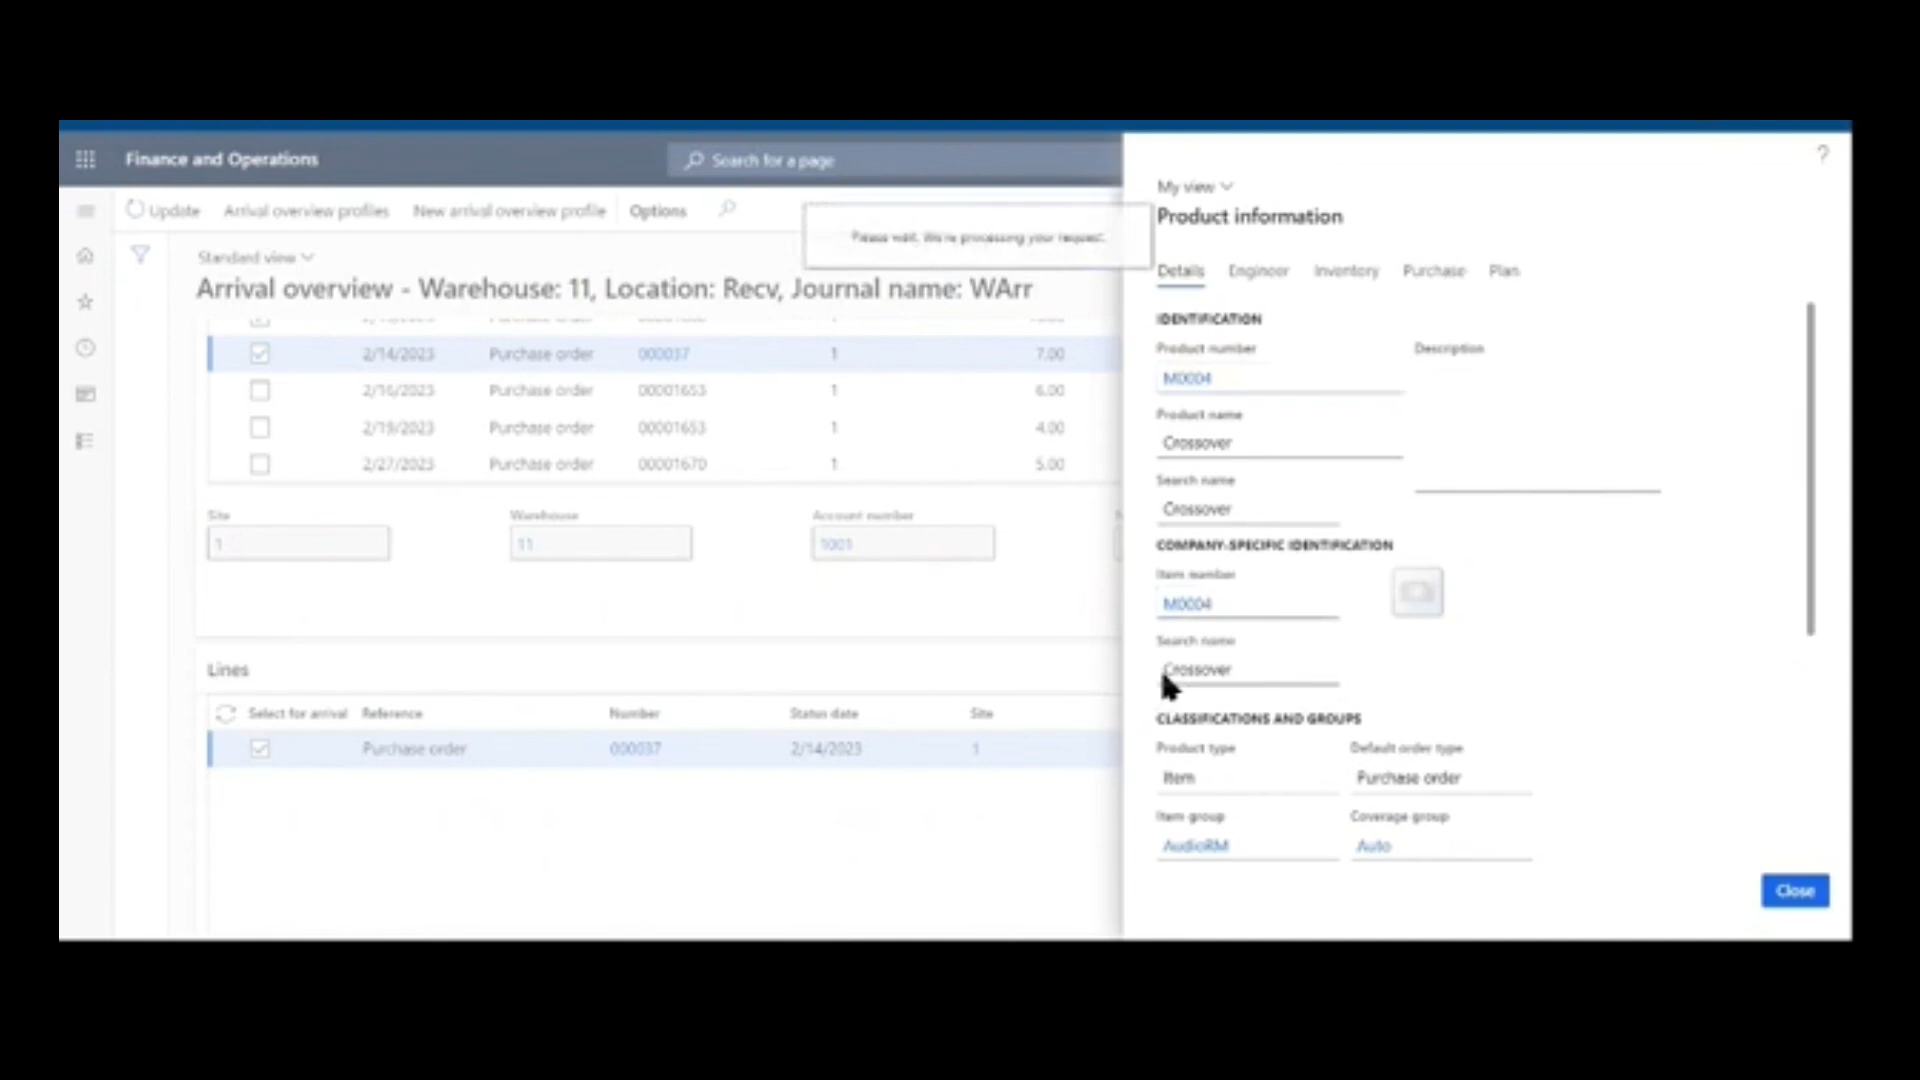 Finance and Operations
Search for a page
?
Update
Arrival overview profiles
New arrival overview profile
Options
Please wait. We're processing your request.
Standard view
Arrival overview - Warehouse: 11, Location: Recv, Journal name: WArr
2/14/2023 Purchase order 000037 1 7.00
2/16/2023 Purchase order 00001653 1 6.00
2/19/2023 Purchase order 00001653 1 4.00
2/27/2023 Purchase order 00001670 1 5.00
Site Warehouse Account number
1 11 1001
Lines
Select for arrival Reference Number Status date Site
Purchase order 000037 2/14/2023 1
My view
Product information
Details Engineer Inventory Purchase Plan
IDENTIFICATION
Product number Description
M0004
Product name
Crossover
Search name
Crossover
COMPANY-SPECIFIC IDENTIFICATION
Item number
M0004
Search name
Crossover
CLASSIFICATIONS AND GROUPS
Product type Default order type
Item Purchase order
Item group Coverage group
AudioRM Auto
Close